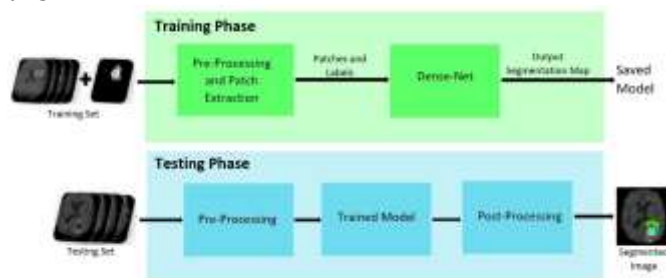 Training Phase
Pre-Processing
and Patch
Extraction
Patches and
Labels
Dense-Net
Output
Segmentation Map
Saved
Model
Training Set
Testing Phase
Pre-Processing
Trained Model
Post-Processing
Testing Set
Segmented
Image